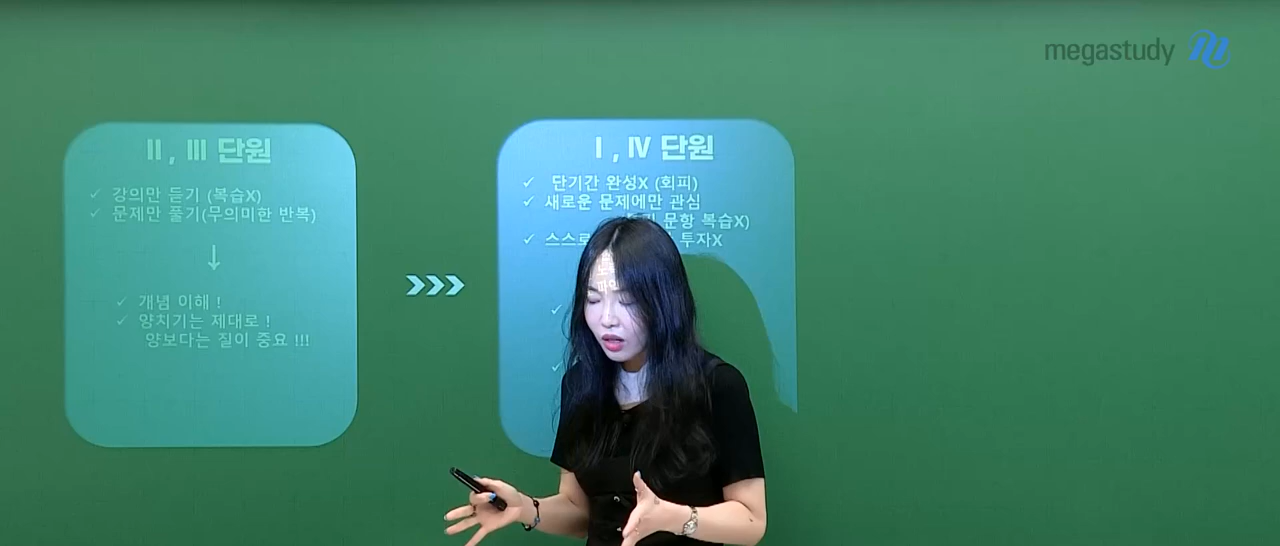 megastudy
Ⅱ, Ⅲ 단원
✓ 강의만 듣기 (복습X)
✓ 문제만 풀기(무의미한 반복)
↓
✓ 개념 이해 !
✓ 양치기는 제대로 !
양보다는 질이 중요 !!!
Ⅰ, Ⅳ 단원
✓ 단기간 완성X (회피)
✓ 새로운 문제에만 관심
문항 복습X)
✓ 투자X